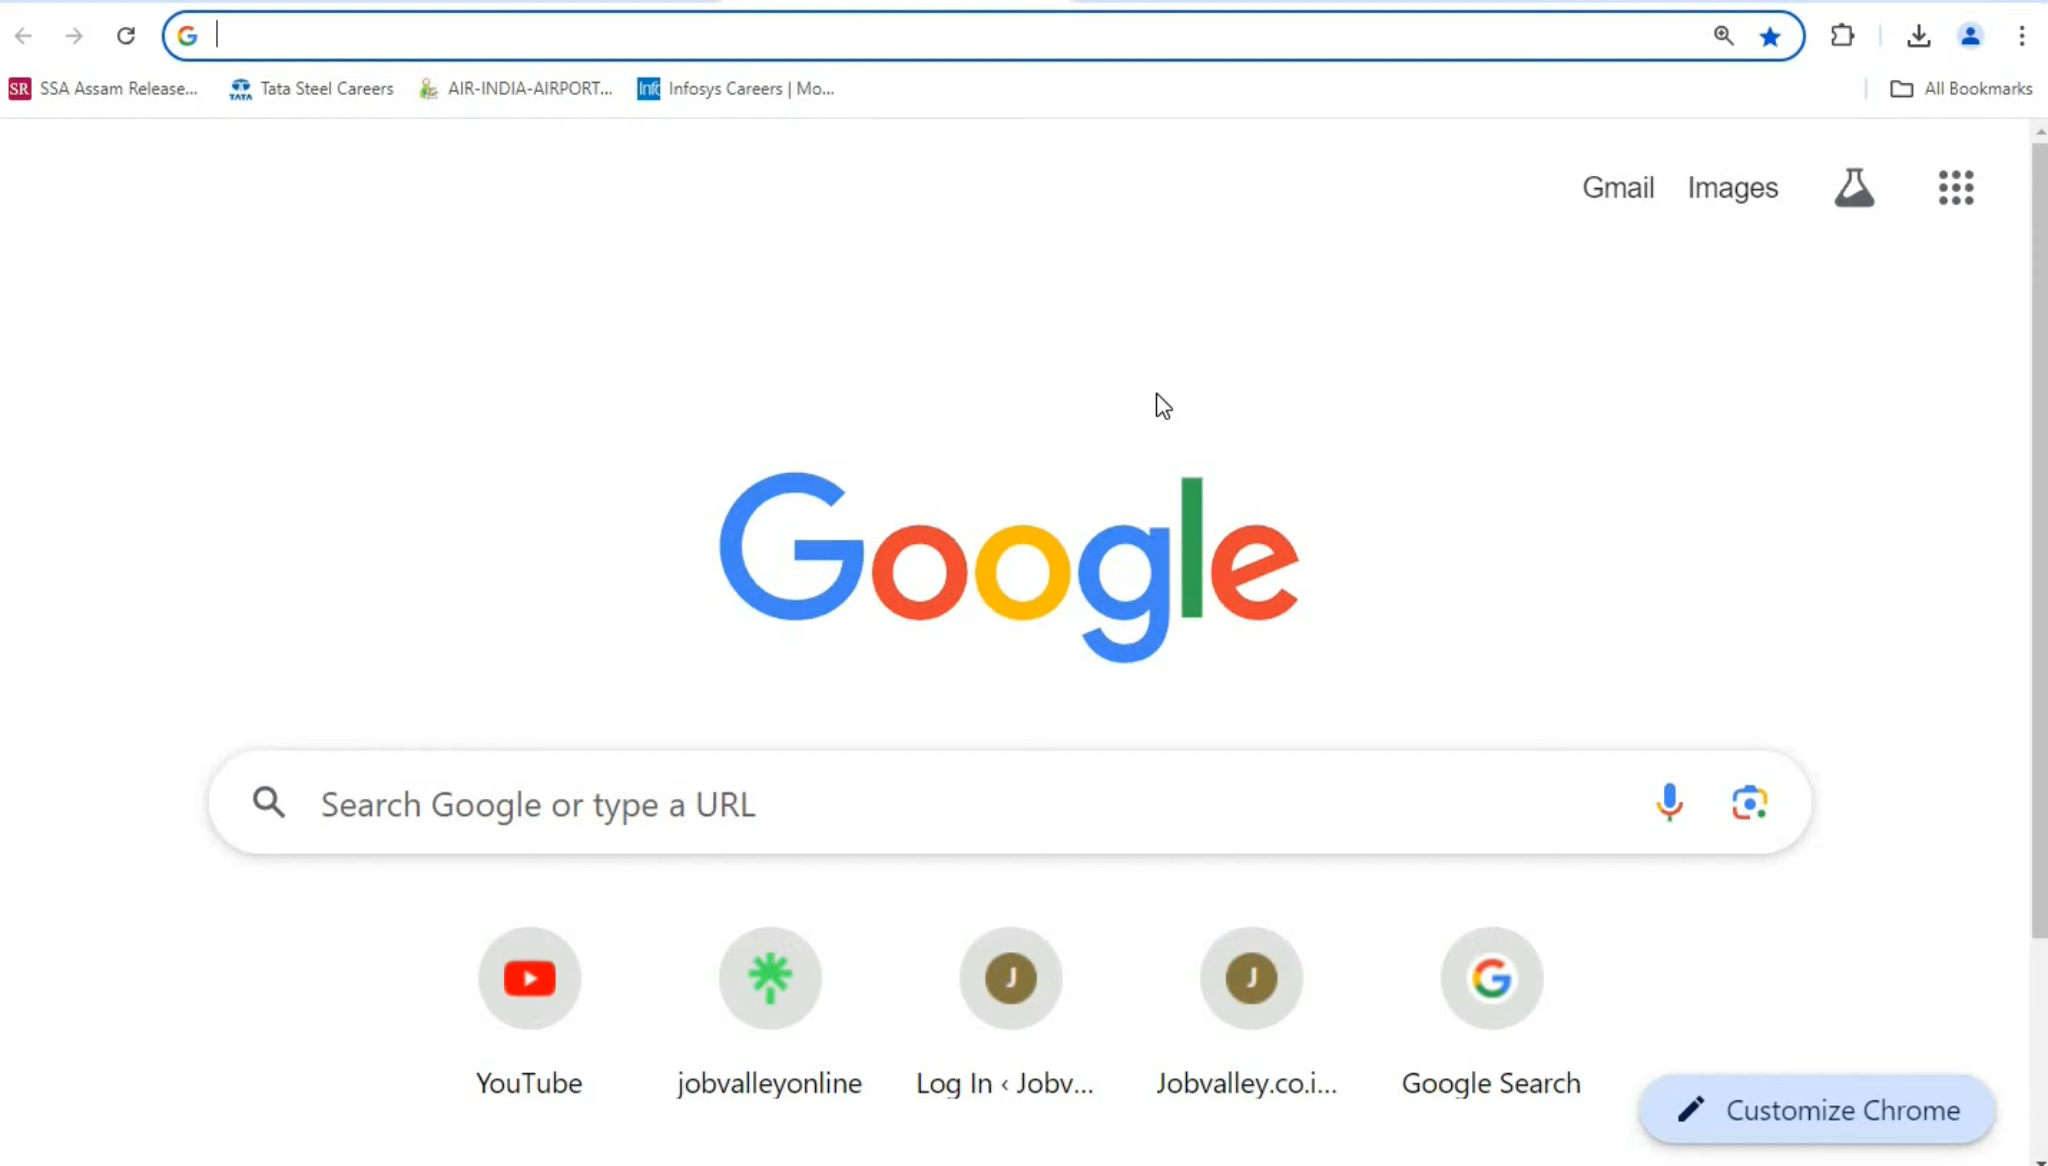 SR SSA Assam Release... TATA Tata Steel Careers AIR-INDIA-AIRPORT... Infosys Careers | Mo... All Bookmarks
Gmail Images
Google
Search Google or type a URL
J J G
YouTube jobvalleyonline Log In ‹ Jobv... Jobvalley.co.i... Google Search
Customize Chrome